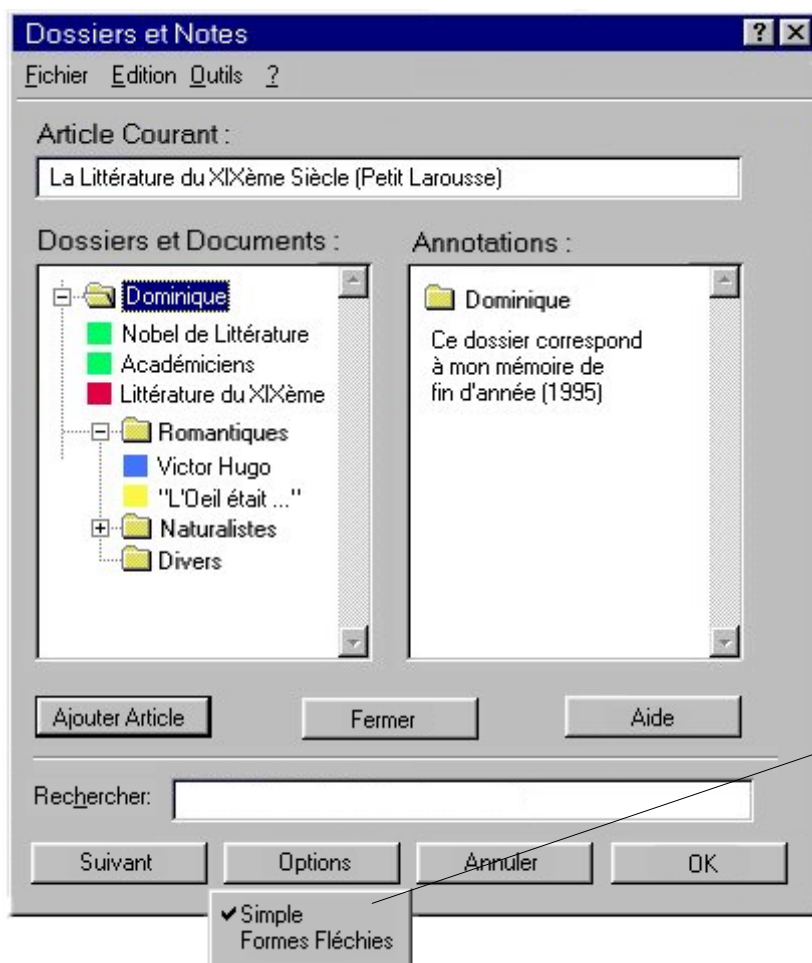 Dossiers et Notes
Fichier Edition Outils ?
Article Courant :
La Littérature du XIXème Siècle (Petit Larousse)
Dossiers et Documents :
Dominique
Nobel de Littérature
Académiciens
Littérature du XIXème
Romantiques
Victor Hugo
"L'Oeil était ..."
Naturalistes
Divers
Annotations :
Dominique
Ce dossier correspond
à mon mémoire de
fin d'année (1995)
Ajouter Article Fermer Aide
Rechercher:
Suivant Options Annuler OK
Simple
Formes Fléchies